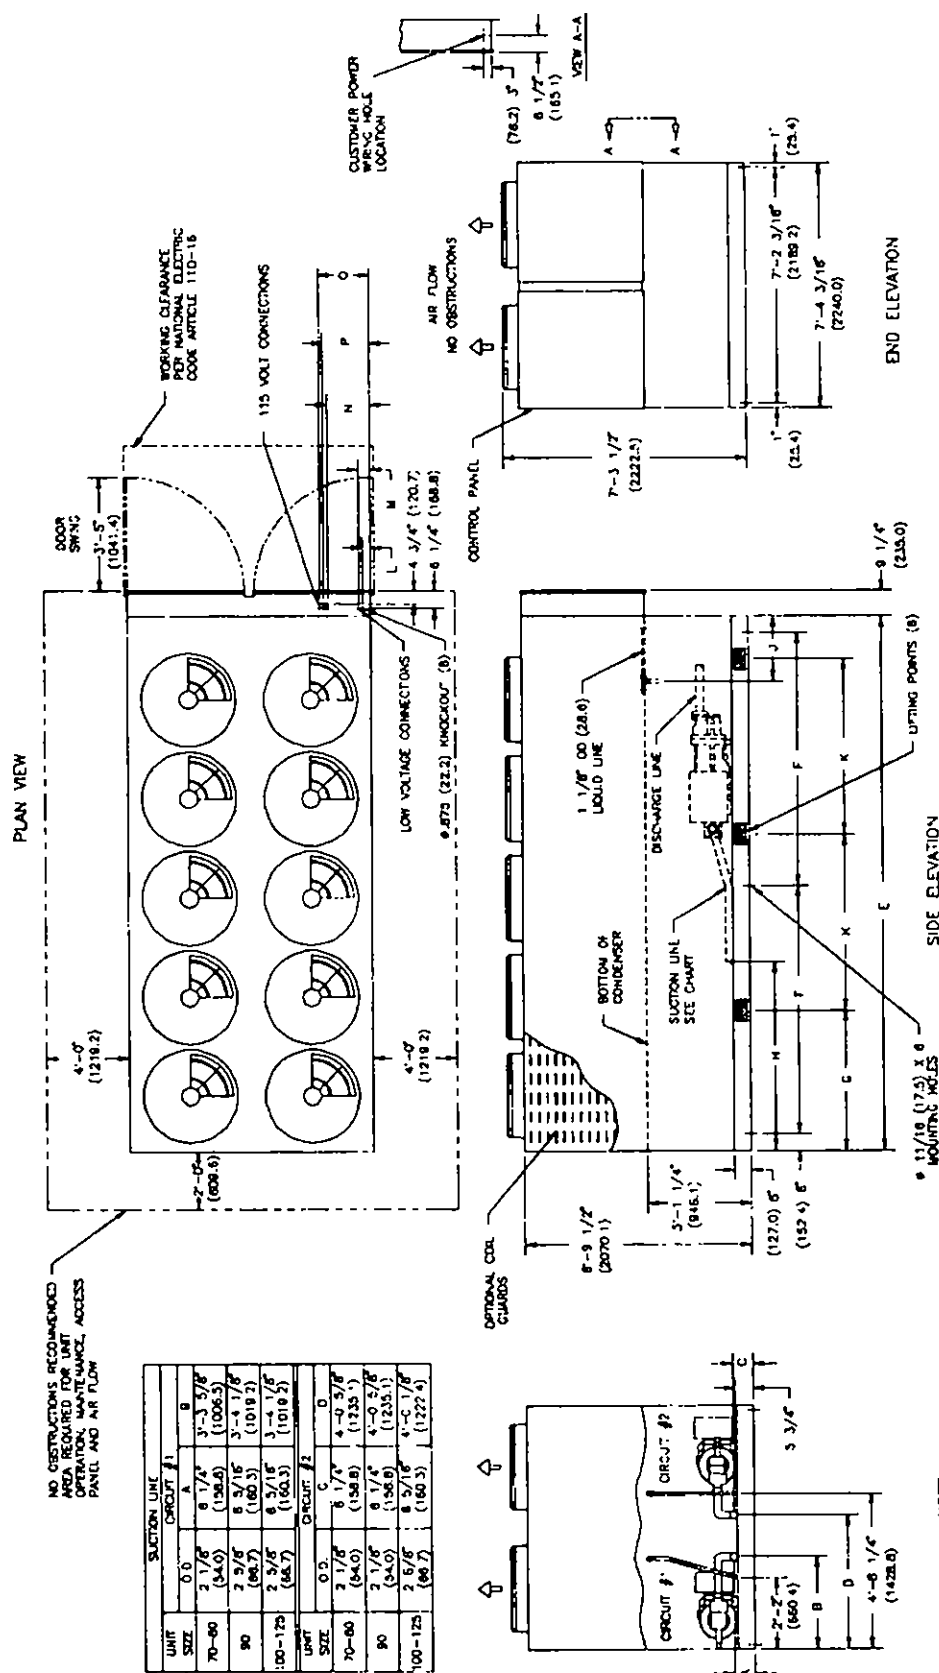 PLAN VIEW
NO OBSTRUCTIONS RECOMMENDED
AREA REQUIRED FOR UNIT
OPERATION, MAINTENANCE, ACCESS
PANEL AND AIR FLOW
2'-0"
(609.6)
4'-0"
(1219.2)
4'-0"
(1219.2)
DOOR
SWING
3'-5"
(1041.4)
WORKING CLEARANCE
PER NATIONAL ELECTRIC
CODE ARTICLE 110-16
115 VOLT CONNECTIONS
O
P
N
M
L
4 3/4" (120.7)
6 1/4" (168.8)
LOW VOLTAGE CONNECTIONS
ø.875 (22.2) KNOCKOUT (8)
CUSTOMER POWER
WIRING HOLE
LOCATION
(76.2) 3"
6 1/2"
(165.1)
VIEW A-A
SUCTION LINE
UNIT
SIZE
CIRCUIT #1
O.D.
A
B
70-80
2 1/8"
(54.0)
6 1/4"
(158.8)
3'-3 5/8"
(1006.5)
90
2 5/8"
(66.7)
6 5/16"
(160.3)
3'-4 1/8"
(1019.2)
100-125
2 5/8"
(66.7)
6 5/16"
(160.3)
3'-4 1/8"
(1019.2)
UNIT
SIZE
CIRCUIT #2
O.D.
C
D
70-80
2 1/8"
(54.0)
6 1/4"
(158.8)
4'-0 5/8"
(1235.1)
90
2 1/8"
(54.0)
6 1/4"
(158.8)
4'-0 5/8"
(1235.1)
100-125
2 5/8"
(66.7)
6 5/16"
(160.3)
4'-0 1/8"
(1222.4)
CIRCUIT #1
CIRCUIT #2
C
5 3/4"
2'-2"
(660.4)
B
D
4'-8 1/4"
(1428.8)
OPTIONAL COIL
GUARDS
6'-9 1/2"
(2070.1)
3'-1 1/4"
(946.1)
(127.0) 5"
(152.4) 6"
BOTTOM OF
CONDENSER
SUCTION LINE
SEE CHART
1 1/8" OD (28.6)
LIQUID LINE
DISCHARGE LINE
H
G
F
F
K
K
J
E
9 1/4"
(235.0)
LIFTING POINTS (8)
ø 11/16 (17.5) X 6
MOUNTING HOLES
SIDE ELEVATION
CONTROL PANEL
AIR FLOW
NO OBSTRUCTIONS
A
A
7'-3 1/2"
(2222.5)
1"
(25.4)
7'-2 3/16"
(2189.2)
1"
(25.4)
7'-4 3/16"
(2240.0)
END ELEVATION